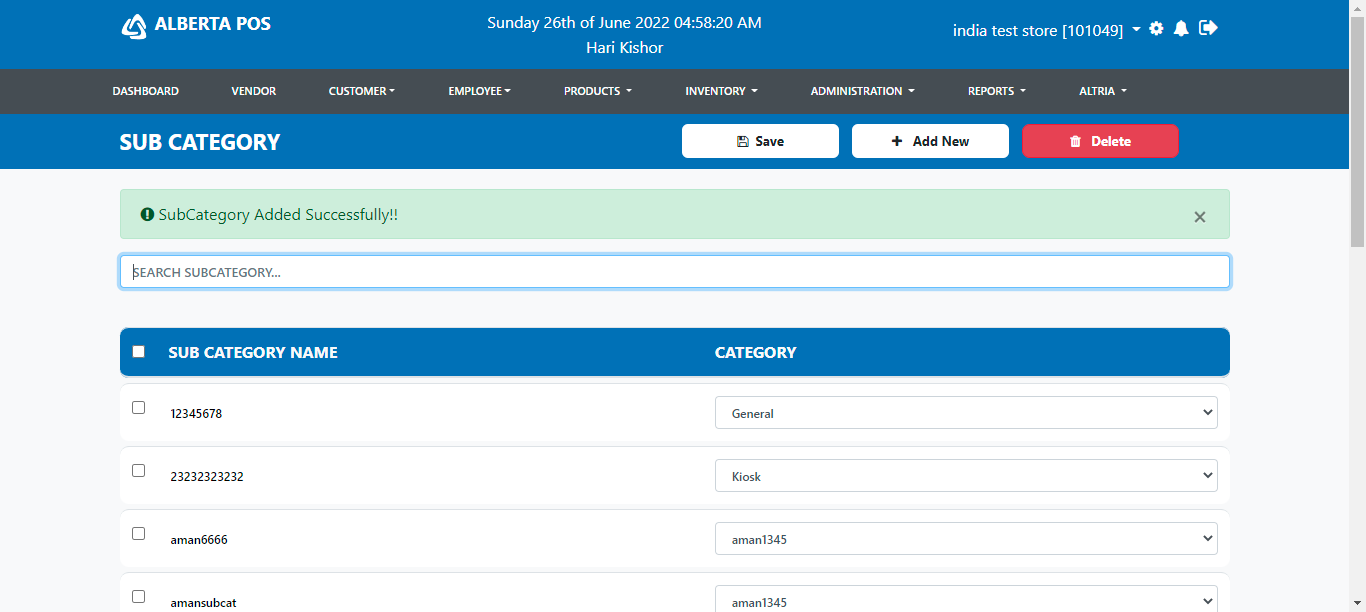 ALBERTA POS
Sunday 26th of June 2022 04:58:20 AM
Hari Kishor
india test store [101049]
DASHBOARD VENDOR CUSTOMER EMPLOYEE PRODUCTS INVENTORY ADMINISTRATION REPORTS ALTRIA
SUB CATEGORY Save Add New Delete
SubCategory Added Successfully!! ×
SEARCH SUBCATEGORY...
SUB CATEGORY NAME CATEGORY
12345678 General
23232323232 Kiosk
aman6666 aman1345
amansubcat aman1345